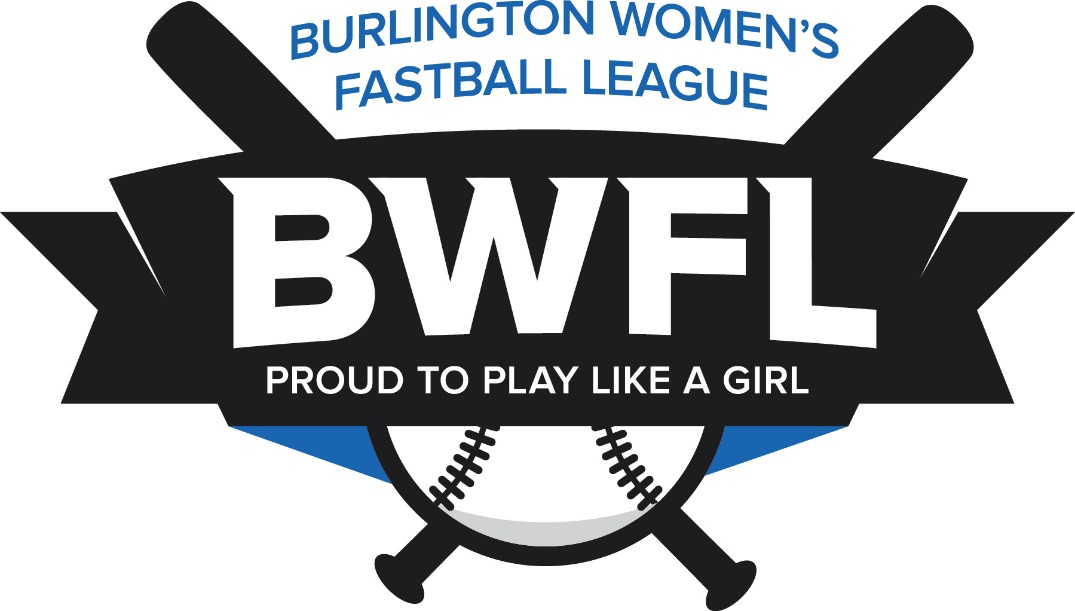 BURLINGTON WOMEN'S
FASTBALL LEAGUE
BWFL
PROUD TO PLAY LIKE A GIRL